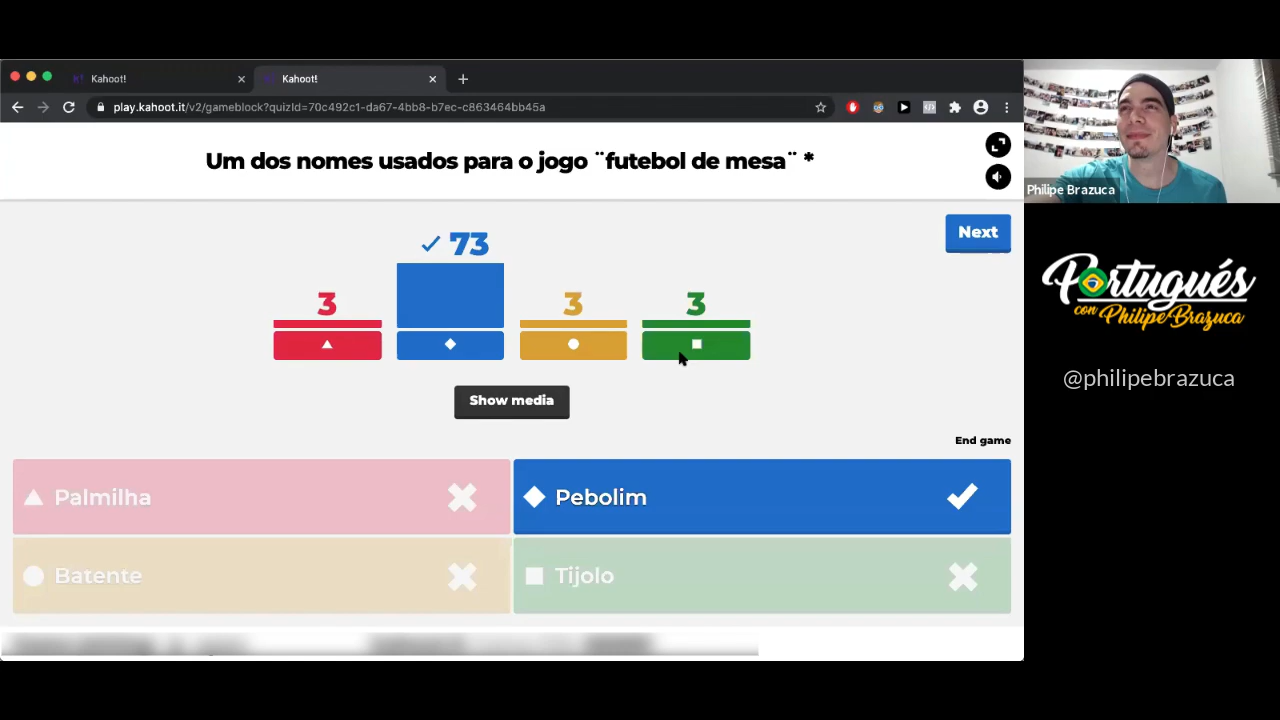 Kahoot!
Kahoot!
play.kahoot.it/v2/gameblock?quizId=70c492c1-da67-4bb8-b7ec-c863464bb45a
Um dos nomes usados para o jogo ¨futebol de mesa¨ *
Philipe Brazuca
Next
73
3
3
3
Show media
End game
Palmilha
Pebolim
Batente
Tijolo
Portugués
con Philipe Brazuca
@philipebrazuca